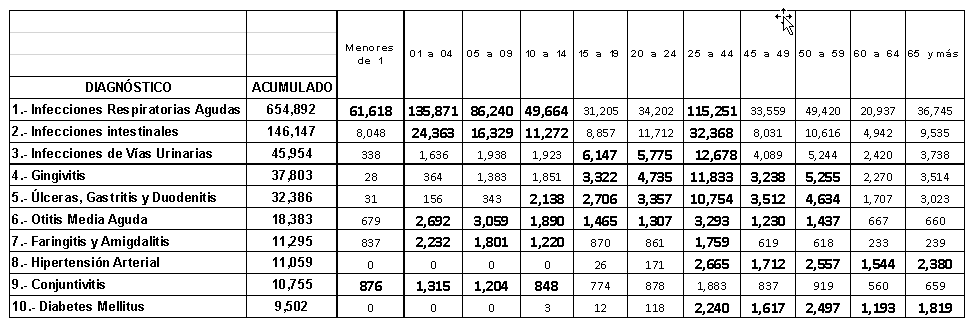 Menores de 1 01 a 04 05 a 09 10 a 14 15 a 19 20 a 24 25 a 44 45 a 49 50 a 59 60 a 64 65 y más
DIAGNÓSTICO ACUMULADO
1.- Infecciones Respiratorias Agudas 654,892 61,618 135,871 86,240 49,664 31,205 34,202 115,251 33,559 49,420 20,937 36,745
2.- Infecciones intestinales 146,147 8,048 24,363 16,329 11,272 8,857 11,712 32,368 8,031 10,616 4,942 9,535
3.- Infecciones de Vías Urinarias 45,954 338 1,636 1,938 1,923 6,147 5,775 12,678 4,089 5,244 2,420 3,738
4.- Gingivitis 37,803 28 364 1,383 1,851 3,322 4,735 11,833 3,238 5,255 2,270 3,514
5.- Úlceras, Gastritis y Duodenitis 32,386 31 156 343 2,138 2,706 3,357 10,754 3,512 4,634 1,707 3,023
6.- Otitis Media Aguda 18,383 679 2,692 3,059 1,890 1,465 1,307 3,293 1,230 1,437 667 660
7.- Faringitis y Amigdalitis 11,295 837 2,232 1,801 1,220 870 861 1,759 619 618 233 239
8.- Hipertensión Arterial 11,059 0 0 0 0 26 171 2,665 1,712 2,557 1,544 2,380
9.- Conjuntivitis 10,755 876 1,315 1,204 848 774 878 1,883 837 919 560 659
10.- Diabetes Mellitus 9,502 0 0 0 3 12 118 2,240 1,617 2,497 1,193 1,819